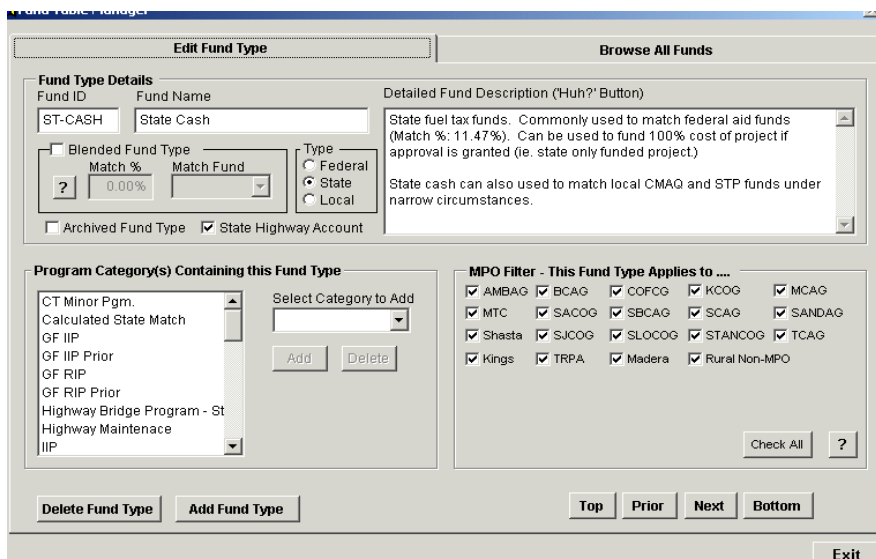 Fund Table Manager
Edit Fund Type
Browse All Funds
Fund Type Details
Fund ID
Fund Name
ST-CASH
State Cash
Blended Fund Type
Match %
Match Fund
?
0.00%
Type
Federal
State
Local
Archived Fund Type
State Highway Account
Detailed Fund Description ('Huh?' Button)
State fuel tax funds. Commonly used to match federal aid funds
(Match %: 11.47%). Can be used to fund 100% cost of project if
approval is granted (ie. state only funded project.)
State cash can also used to match local CMAQ and STP funds under
narrow circumstances.
Program Category(s) Containing this Fund Type
CT Minor Pgm.
Calculated State Match
GF IIP
GF IIP Prior
GF RIP
GF RIP Prior
Highway Bridge Program - St
Highway Maintenace
IIP
Select Category to Add
Add Delete
MPO Filter - This Fund Type Applies to ....
AMBAG BCAG COFCG KCOG MCAG
MTC SACOG SBCAG SCAG SANDAG
Shasta SJCOG SLOCOG STANCOG TCAG
Kings TRPA Madera Rural Non-MPO
Check All ?
Delete Fund Type Add Fund Type
Top Prior Next Bottom
Exit